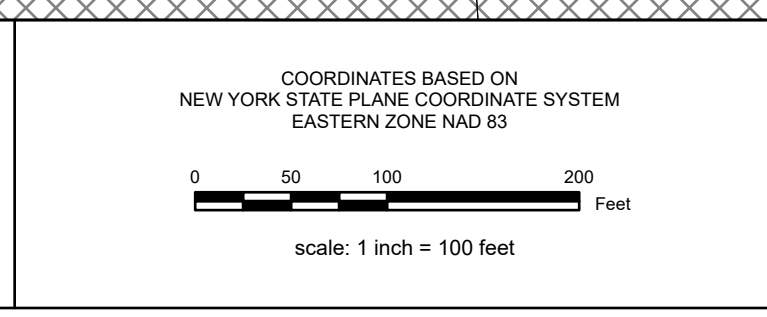 COORDINATES BASED ON
NEW YORK STATE PLANE COORDINATE SYSTEM
EASTERN ZONE NAD 83
0 50 100 200
Feet
scale: 1 inch = 100 feet